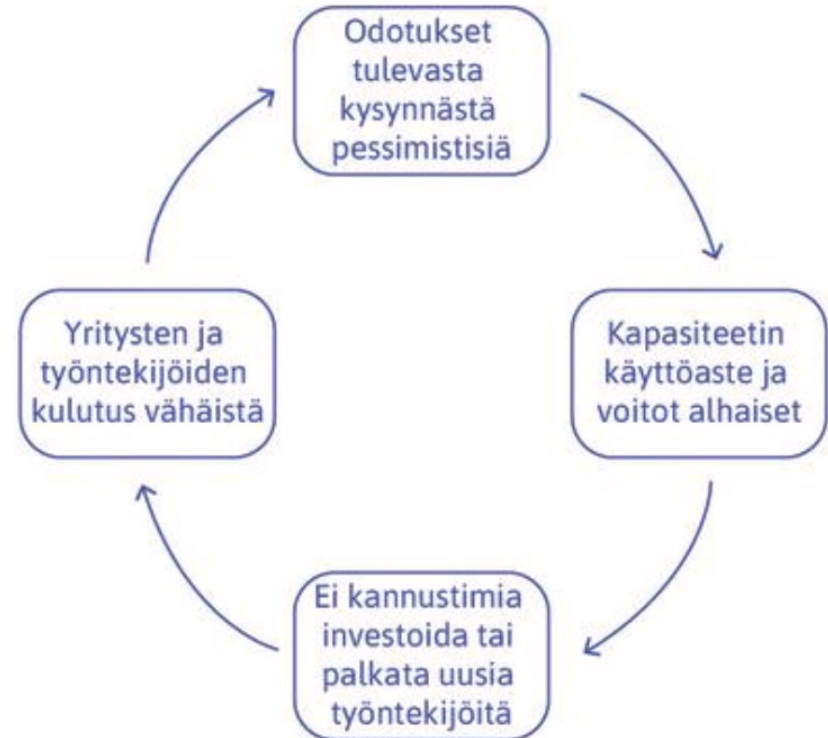 Odotukset
tulevasta
kysynnästä
pessimistisiä
Yritysten ja
työntekijöiden
kulutus vähäistä
Kapasiteetin
käyttöaste ja
voitot alhaiset
Ei kannustimia
investoida tai
palkata uusia
työntekijöitä